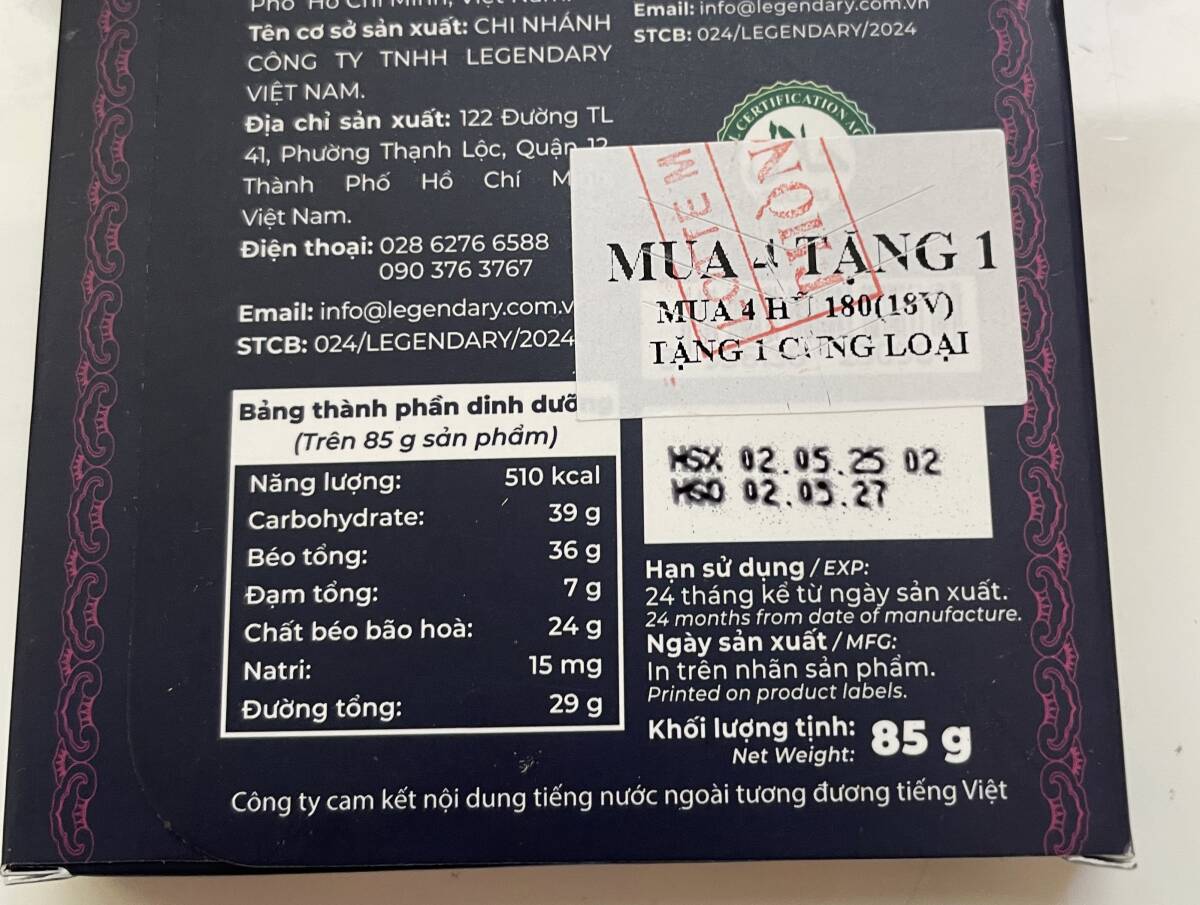 Tên cơ sở sản xuất: CHI NHÁNH
CÔNG TY TNHH LEGENDARY
VIỆT NAM.
Địa chỉ sản xuất: 122 Đường TL
41, Phường Thạnh Lộc, Quận 12
Thành Phố Hồ Chí
Việt Nam.
Điện thoại: 028 6276 6588
090 376 3767
Email: info@legendary.com.v
STCB: 024/LEGENDARY/2024
Email: info@legendary.com.vn
STCB: 024/LEGENDARY/2024
CERTIFICATION
MUA 4 TẶNG 1
MUA 4 HŨ 180(18V)
TẶNG 1 CÙNG LOẠI
Bảng thành phần dinh dưỡng
(Trên 85 g sản phẩm)
Năng lượng: 510 kcal
Carbohydrate: 39 g
Béo tổng: 36 g
Đạm tổng: 7 g
Chất béo bão hoà: 24 g
Natri: 15 mg
Đường tổng: 29 g
HSX 02.05.25 02
HSD 02.05.27
Hạn sử dụng / EXP:
24 tháng kể từ ngày sản xuất.
24 months from date of manufacture.
Ngày sản xuất / MFG:
In trên nhãn sản phẩm.
Printed on product labels.
Khối lượng tịnh: 85 g
Net Weight:
Công ty cam kết nội dung tiếng nước ngoài tương đương tiếng Việt